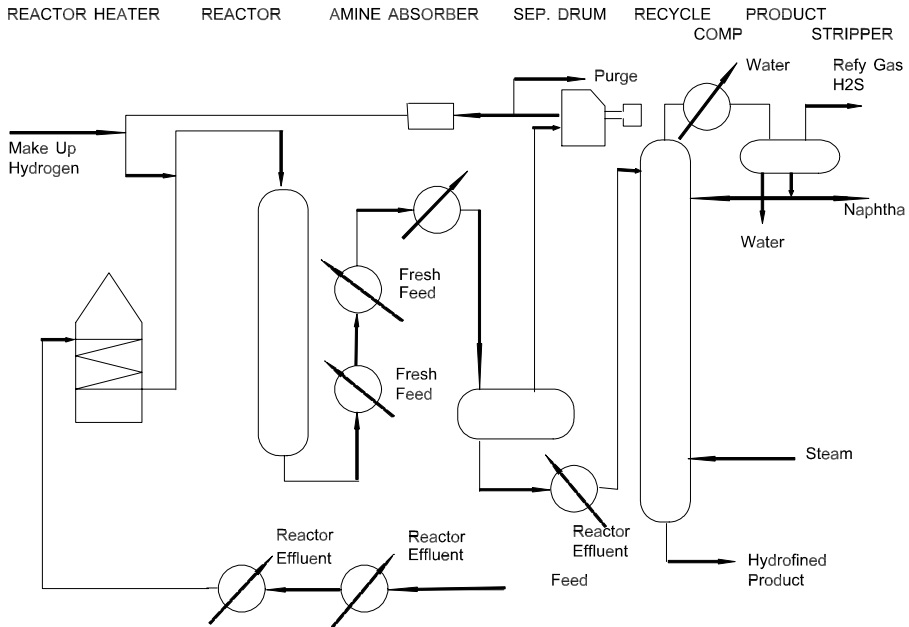 REACTOR HEATER
REACTOR
AMINE ABSORBER
SEP. DRUM
RECYCLE
COMP
PRODUCT
STRIPPER
Purge
Water
Refy Gas
H2S
Make Up
Hydrogen
Naphtha
Water
Fresh
Feed
Fresh
Feed
Steam
Reactor
Effluent
Reactor
Effluent
Reactor
Effluent
Feed
Hydrofined
Product